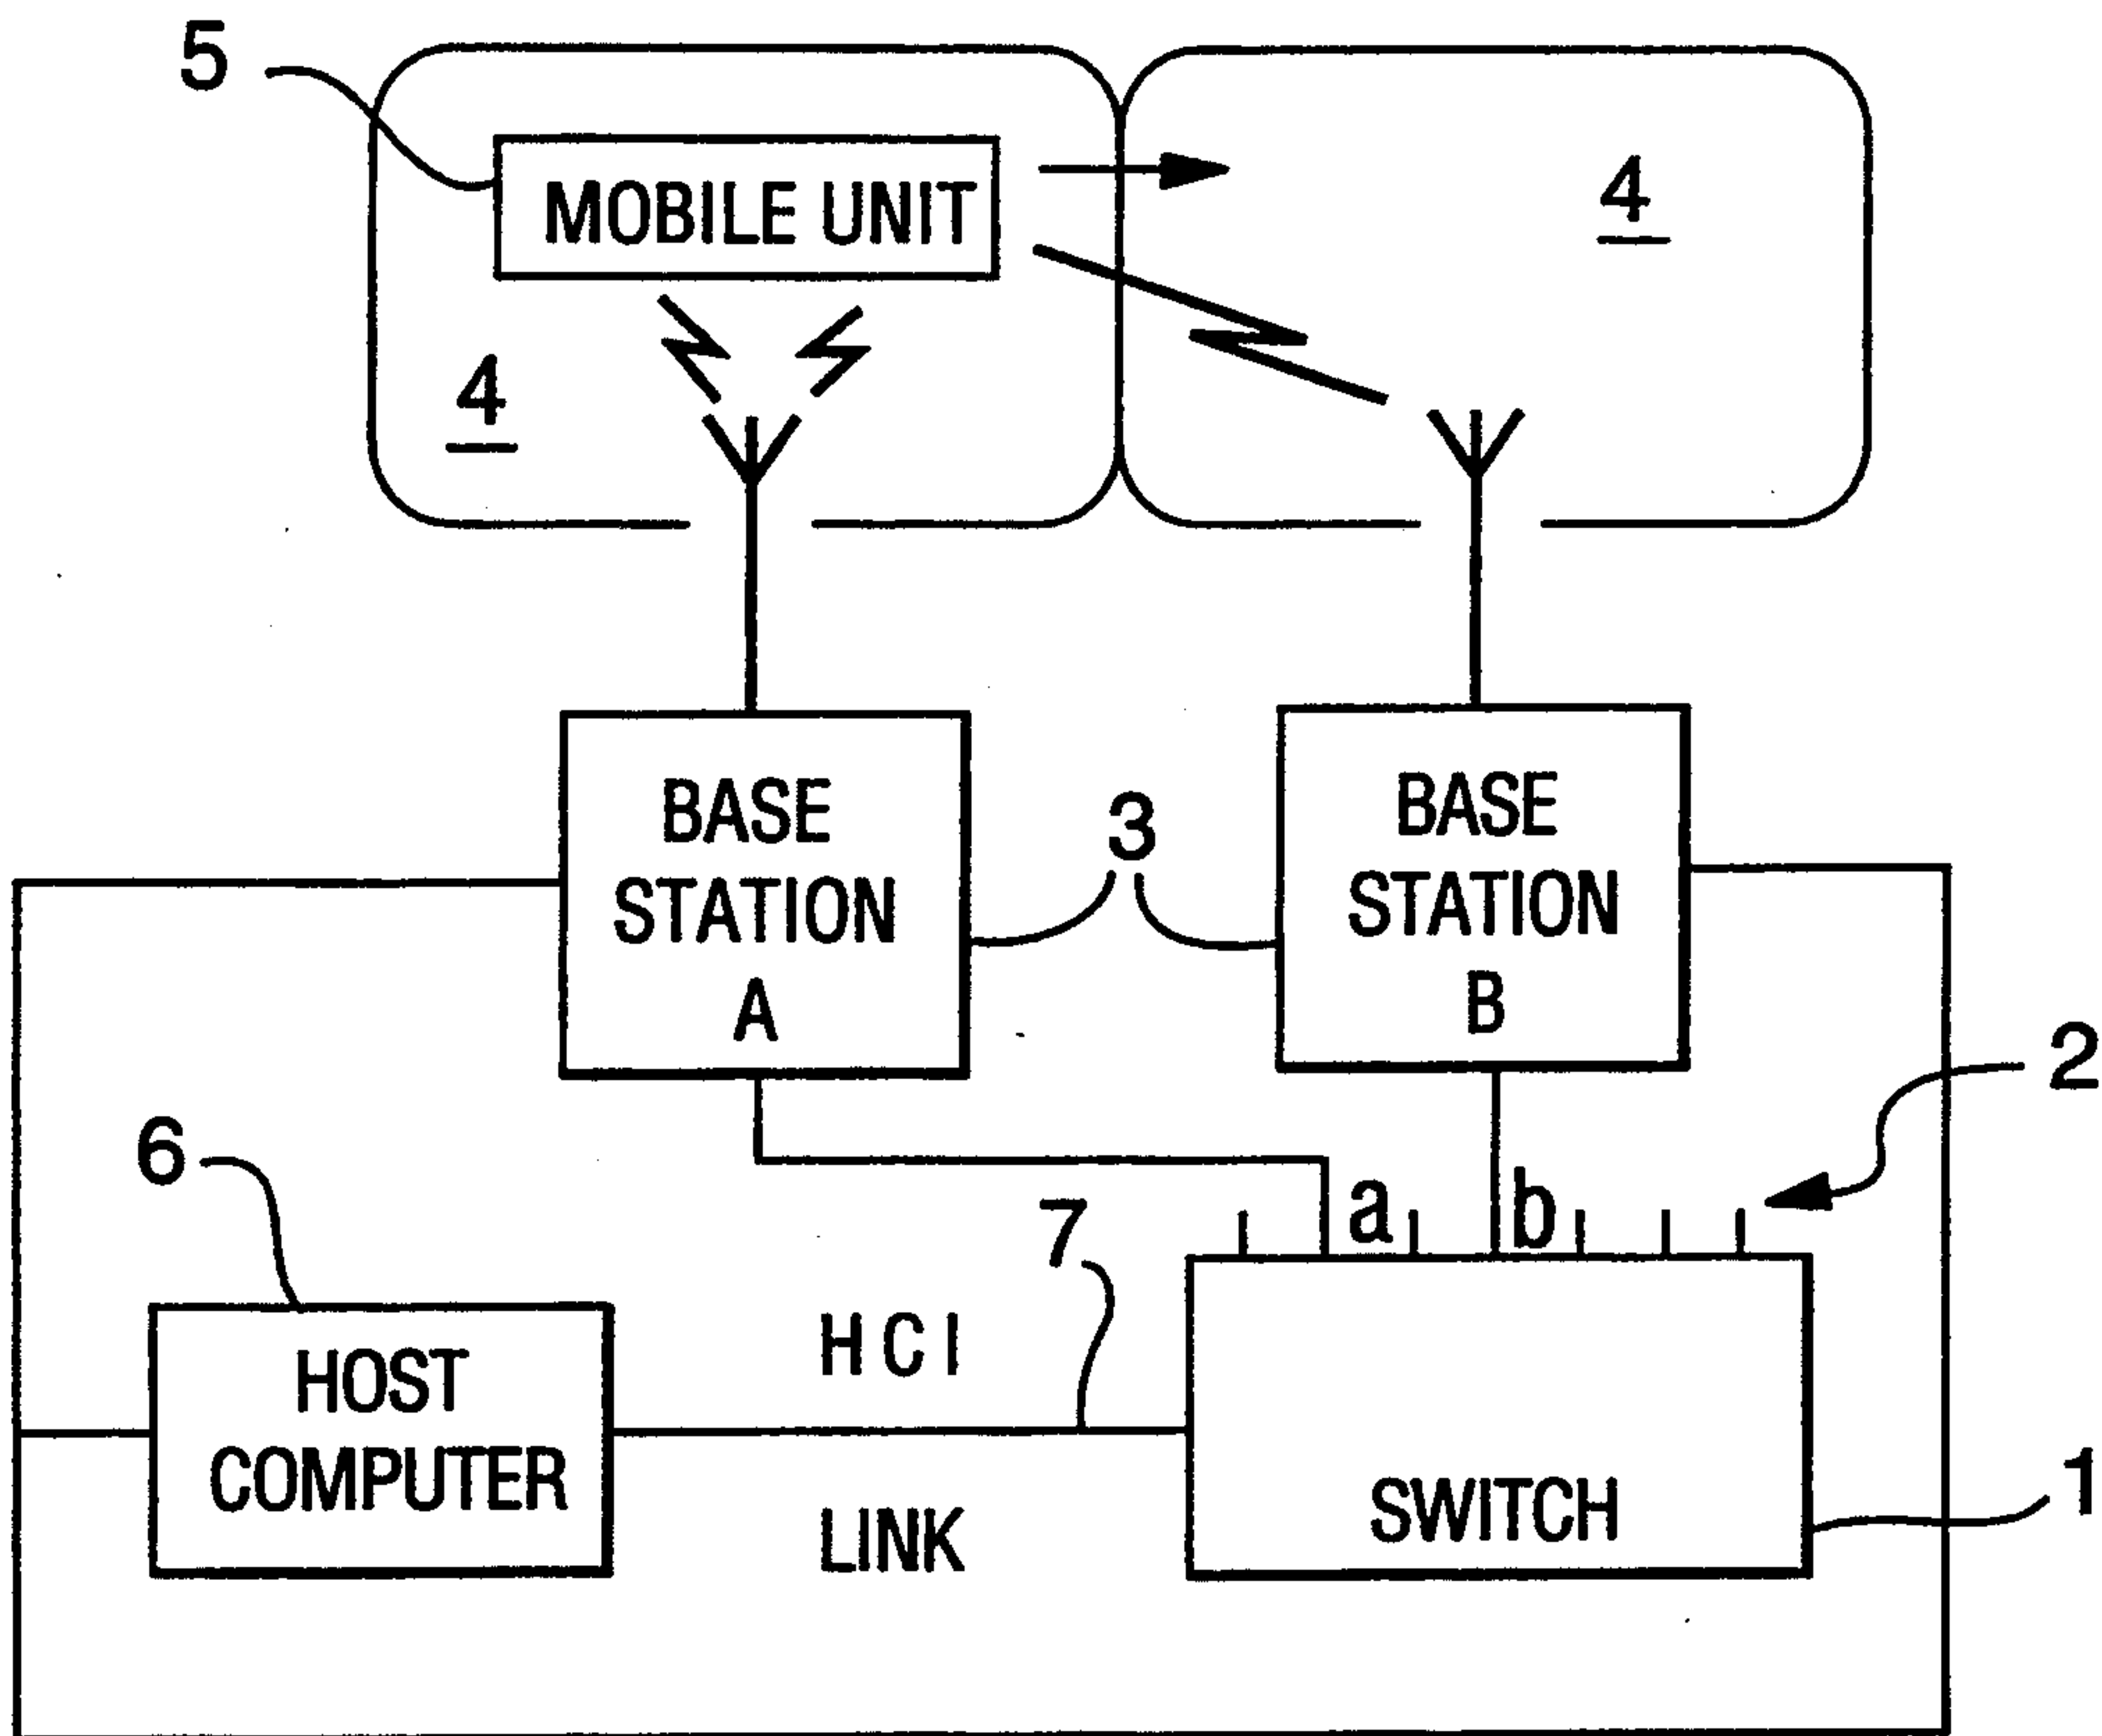 5
MOBILE UNIT
4
4
BASE
STATION
A
3
BASE
STATION
B
2
6
7
a
b
HOST
COMPUTER
HCI
LINK
SWITCH
1